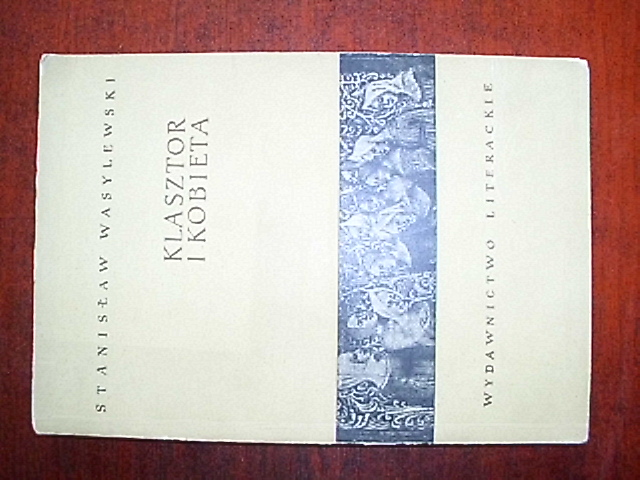 STANISŁAW WASYLEWSKI
KLASZTOR
I KOBIETA
WYDAWNICTWO LITERACKIE